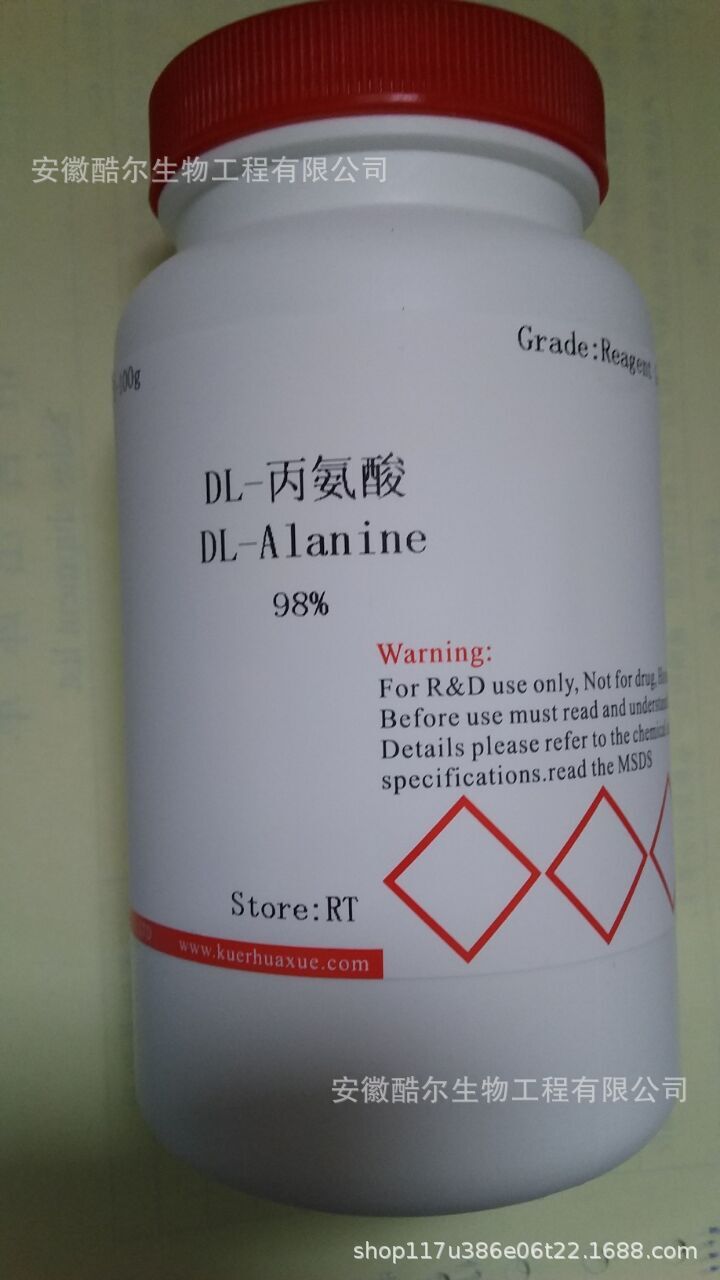 安徽酷尔生物工程有限公司
Grade:Reagent
-100g
DL-丙氨酸
DL-Alanine
98%
Warning:
For R&D use only, Not for drug,
Before use must read and
Details please refer to the
specifications.read the MSDS
Store:RT
www.kuerhuaxue.com
安徽酷尔生物工程有限公司
shop117u386e06t22.1688.com